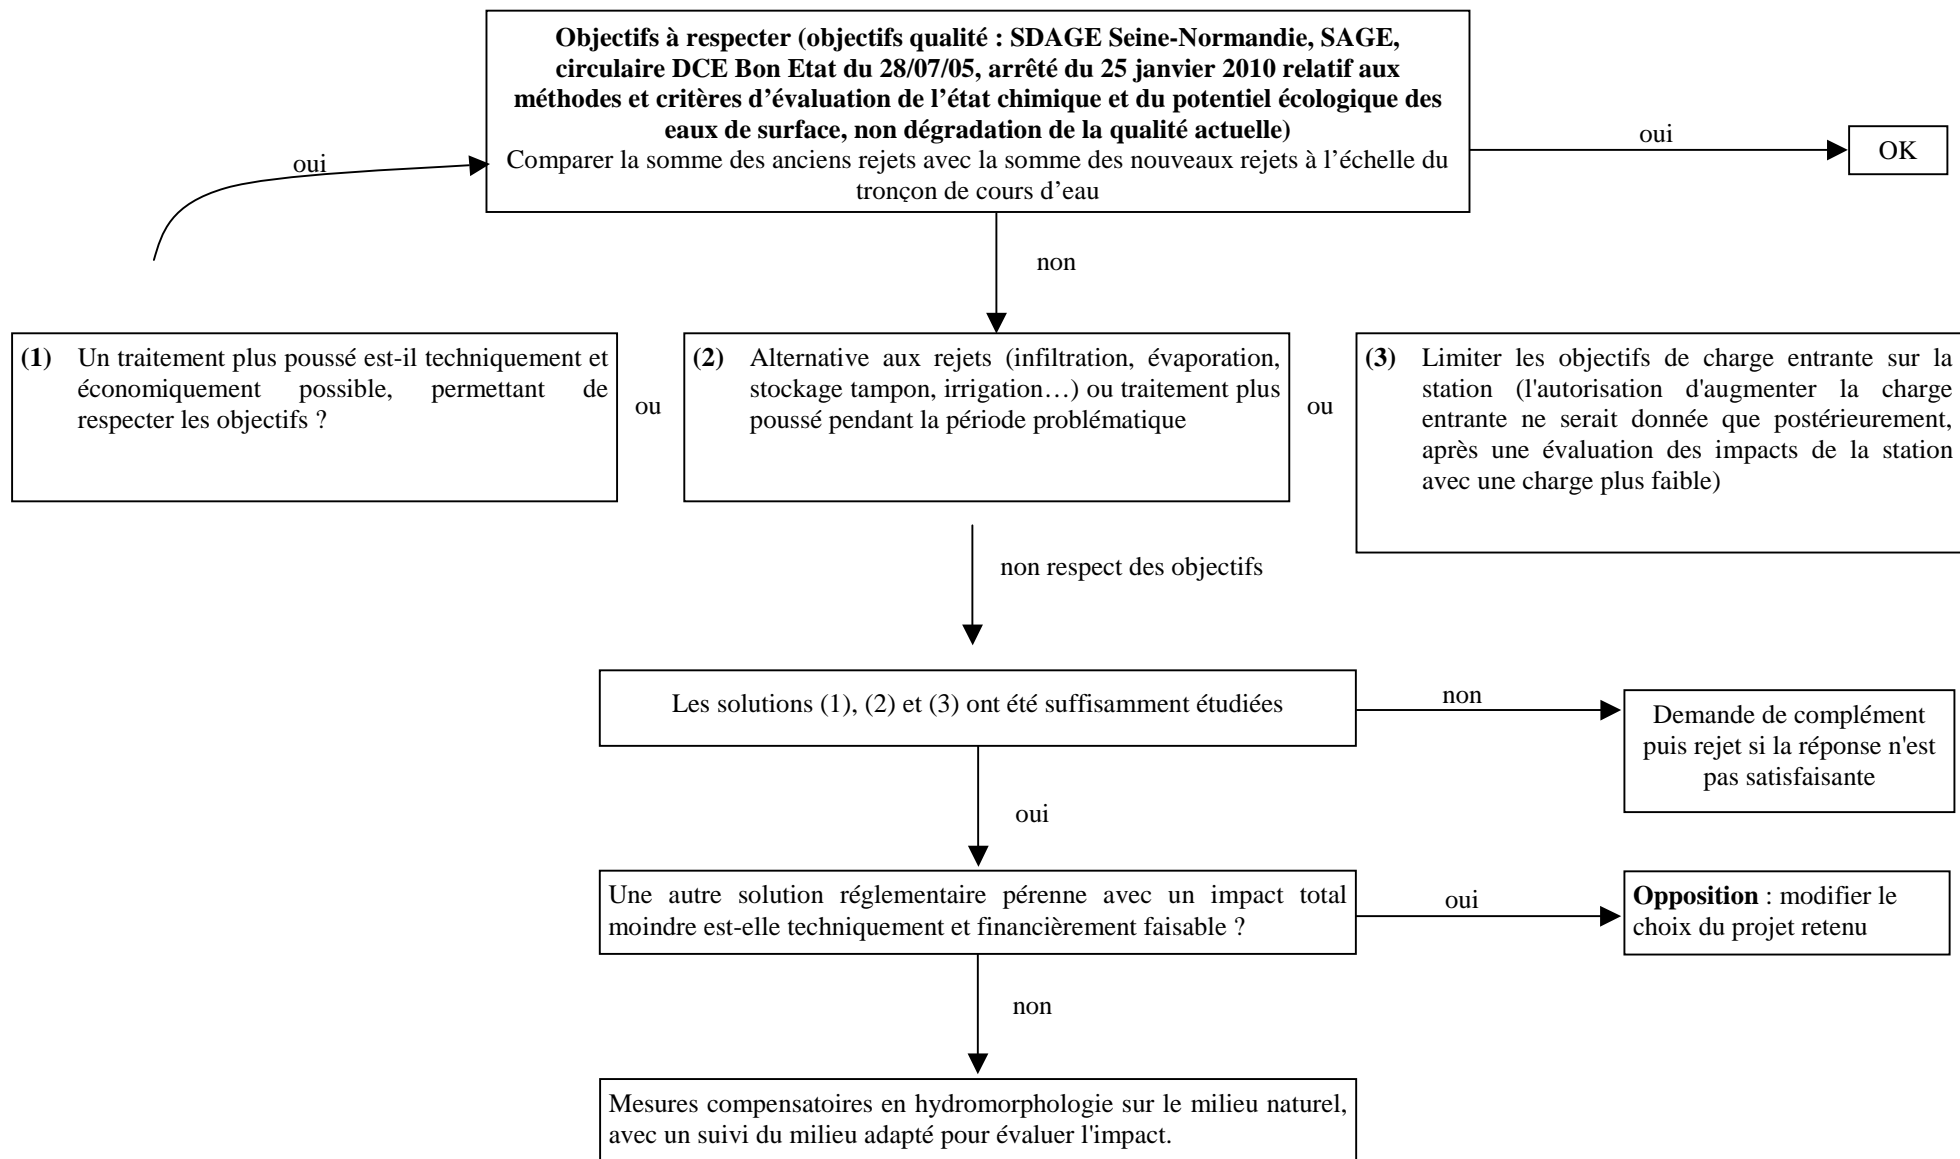 Objectifs à respecter (objectifs qualité : SDAGE Seine-Normandie, SAGE,
circulaire DCE Bon Etat du 28/07/05, arrêté du 25 janvier 2010 relatif aux
méthodes et critères d’évaluation de l’état chimique et du potentiel écologique des
eaux de surface, non dégradation de la qualité actuelle)
Comparer la somme des anciens rejets avec la somme des nouveaux rejets à l’échelle du
tronçon de cours d’eau
oui
oui
OK
non
(1) Un traitement plus poussé est-il techniquement et
économiquement possible, permettant de
respecter les objectifs ?
ou
(2) Alternative aux rejets (infiltration, évaporation,
stockage tampon, irrigation…) ou traitement plus
poussé pendant la période problématique
ou
(3) Limiter les objectifs de charge entrante sur la
station (l'autorisation d'augmenter la charge
entrante ne serait donnée que postérieurement,
après une évaluation des impacts de la station
avec une charge plus faible)
non respect des objectifs
Les solutions (1), (2) et (3) ont été suffisamment étudiées
non
Demande de complément
puis rejet si la réponse n'est
pas satisfaisante
oui
Une autre solution réglementaire pérenne avec un impact total
moindre est-elle techniquement et financièrement faisable ?
oui
Opposition : modifier le
choix du projet retenu
non
Mesures compensatoires en hydromorphologie sur le milieu naturel,
avec un suivi du milieu adapté pour évaluer l'impact.